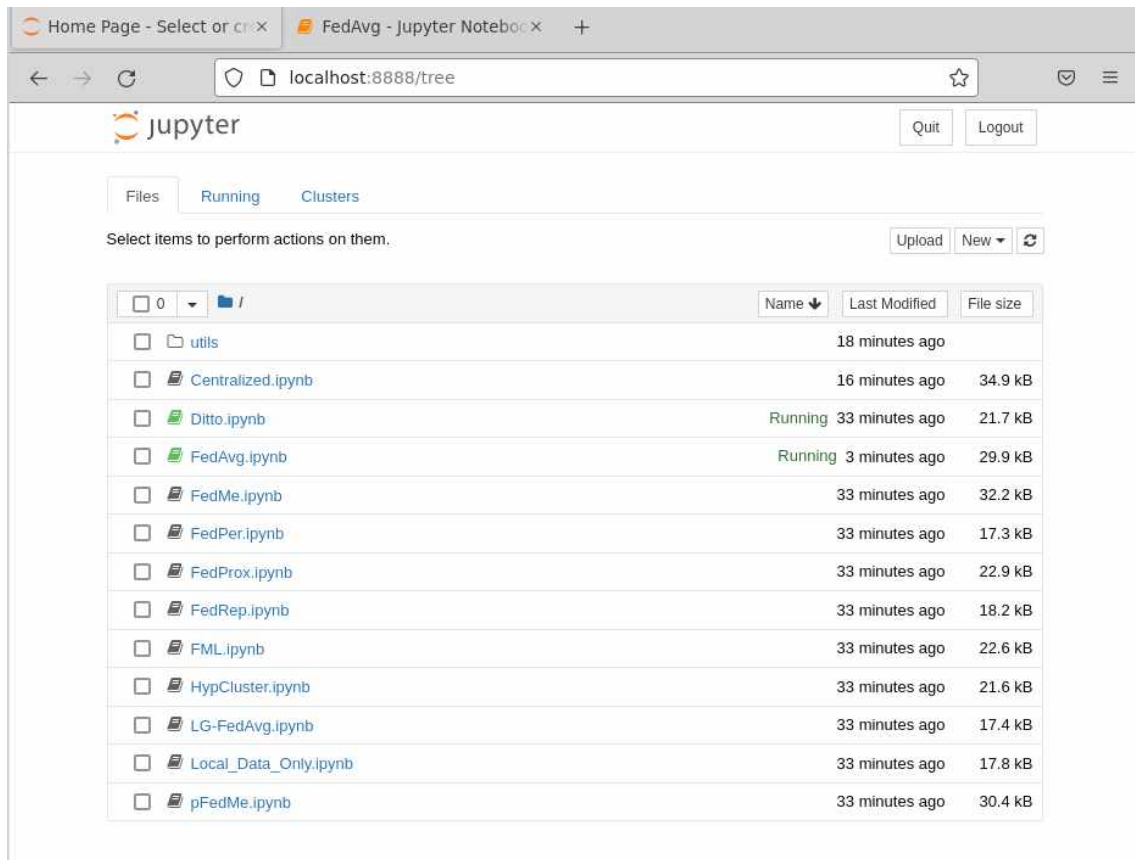 Home Page - Select or cr
FedAvg - Jupyter Noteboo
localhost:8888/tree
jupyter
Quit Logout
Files Running Clusters
Select items to perform actions on them.
Upload New
0 / Name Last Modified File size
utils 18 minutes ago
Centralized.ipynb 16 minutes ago 34.9 kB
Ditto.ipynb Running 33 minutes ago 21.7 kB
FedAvg.ipynb Running 3 minutes ago 29.9 kB
FedMe.ipynb 33 minutes ago 32.2 kB
FedPer.ipynb 33 minutes ago 17.3 kB
FedProx.ipynb 33 minutes ago 22.9 kB
FedRep.ipynb 33 minutes ago 18.2 kB
FML.ipynb 33 minutes ago 22.6 kB
HypCluster.ipynb 33 minutes ago 21.6 kB
LG-FedAvg.ipynb 33 minutes ago 17.4 kB
Local_Data_Only.ipynb 33 minutes ago 17.8 kB
pFedMe.ipynb 33 minutes ago 30.4 kB